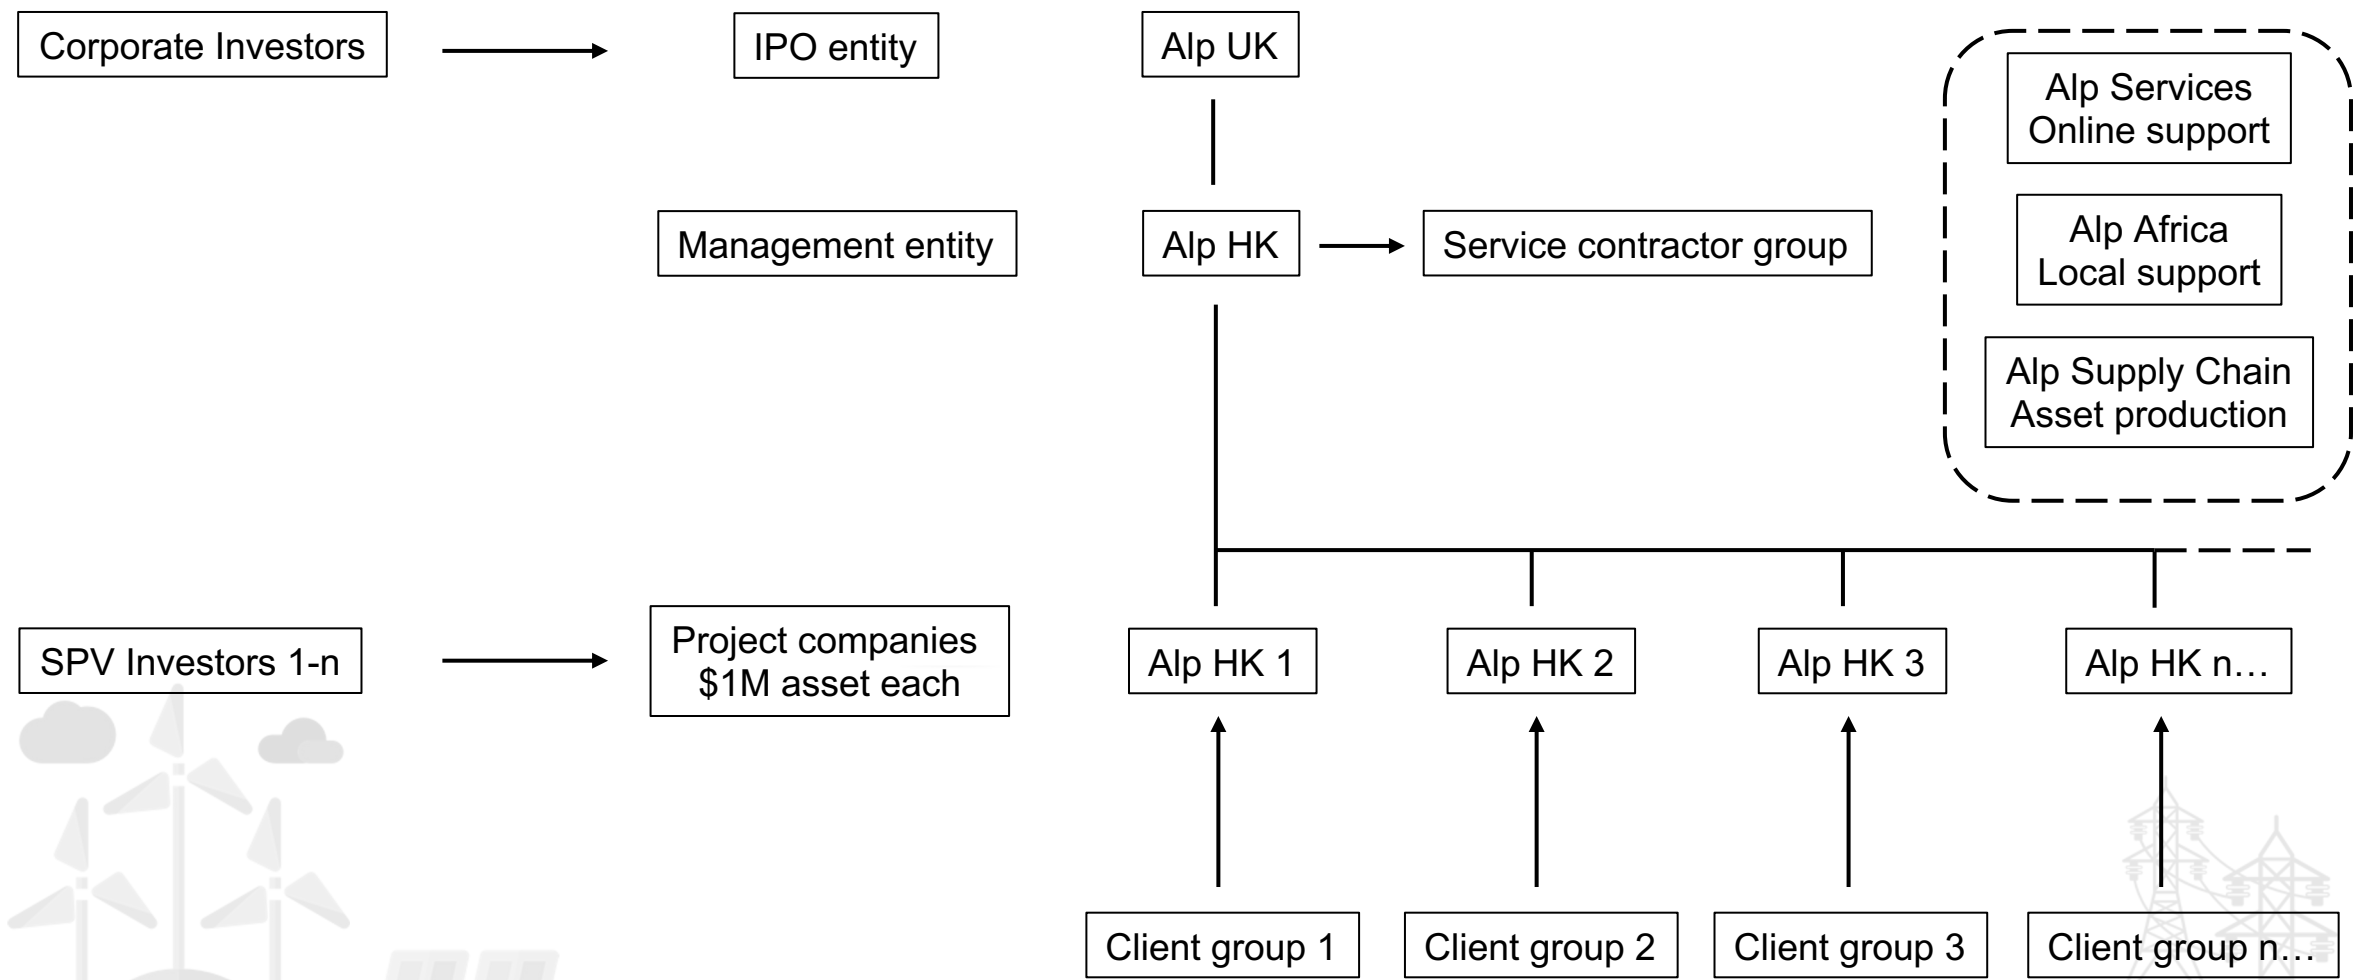 Corporate Investors
IPO entity
Alp UK
Alp Services
Online support
Management entity
Alp HK
Service contractor group
Alp Africa
Local support
Alp Supply Chain
Asset production
SPV Investors 1-n
Project companies
$1M asset each
Alp HK 1
Alp HK 2
Alp HK 3
Alp HK n…
Client group 1
Client group 2
Client group 3
Client group n…